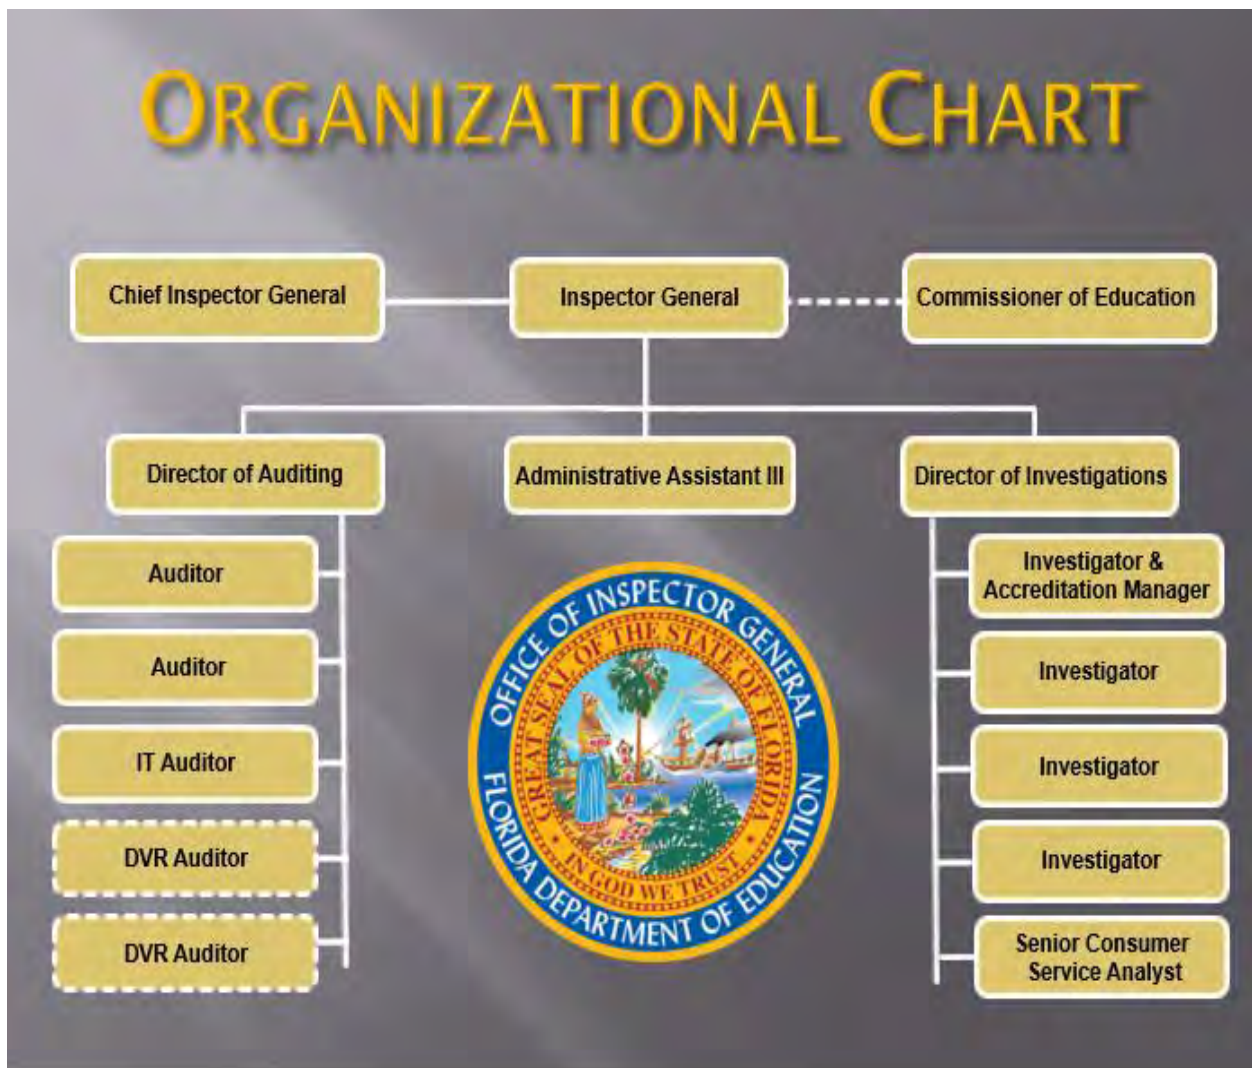 ORGANIZATIONAL CHART
Chief Inspector General
Inspector General
Commissioner of Education
Director of Auditing
Administrative Assistant III
Director of Investigations
Auditor
Auditor
IT Auditor
DVR Auditor
DVR Auditor
OFFICE OF INSPECTOR GENERAL
FLORIDA DEPARTMENT OF EDUCATION
GREAT SEAL OF THE STATE OF FLORIDA
IN GOD WE TRUST
Investigator &
Accreditation Manager
Investigator
Investigator
Investigator
Senior Consumer
Service Analyst